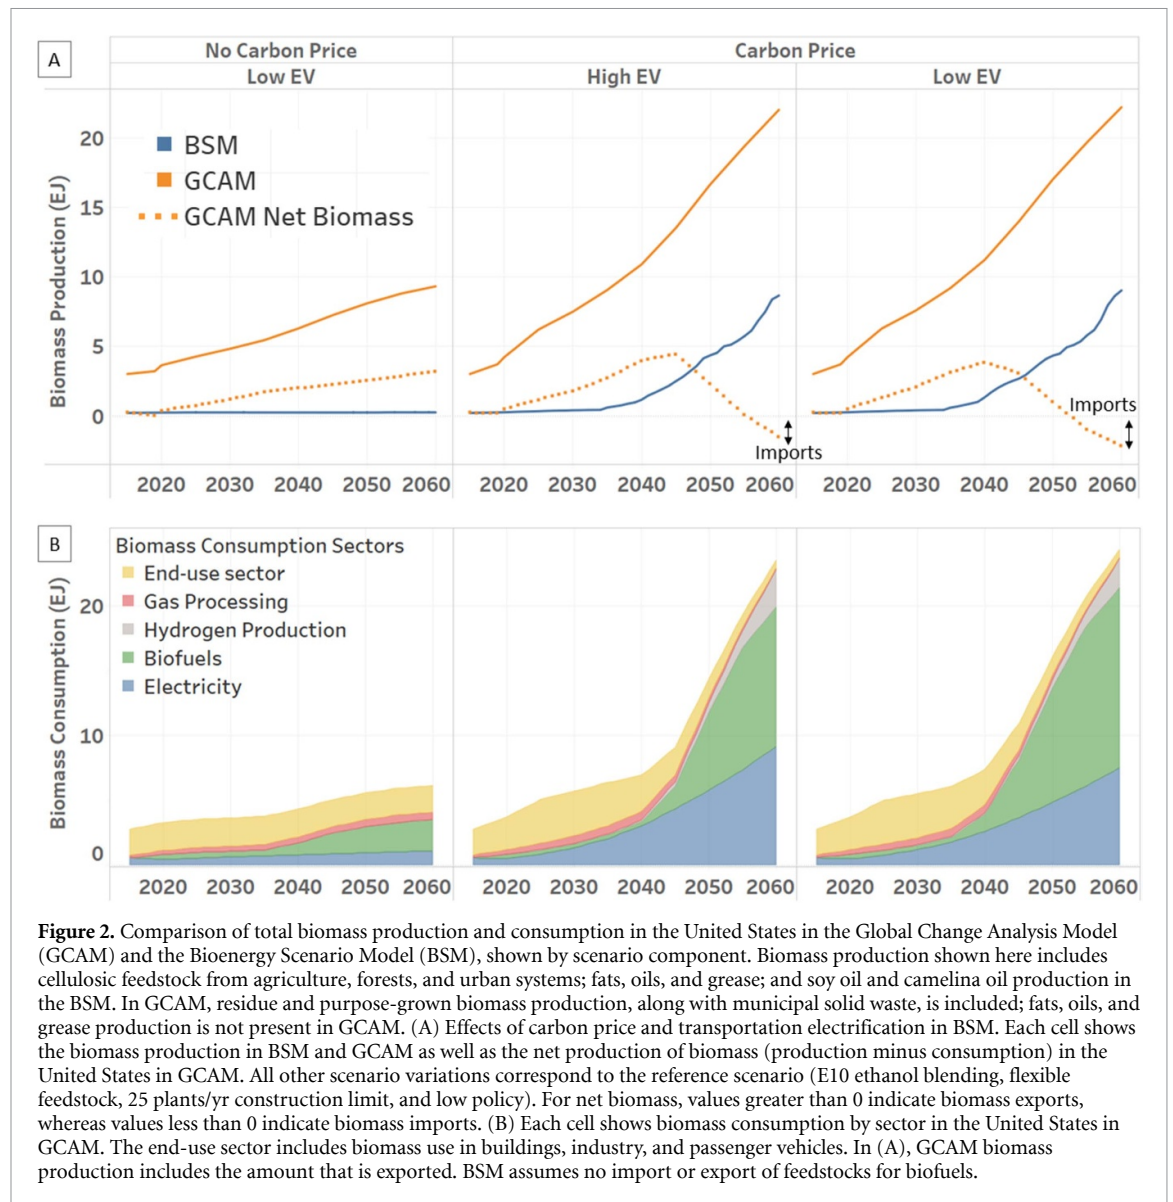 A
No Carbon Price
Carbon Price
Low EV
High EV
Low EV
Biomass Production (EJ)
20
15
10
5
0
BSM
GCAM
GCAM Net Biomass
Imports
Imports
2020 2030 2040 2050 2060
2020 2030 2040 2050 2060
2020 2030 2040 2050 2060
B
Biomass Consumption (EJ)
20
10
0
Biomass Consumption Sectors
End-use sector
Gas Processing
Hydrogen Production
Biofuels
Electricity
2020 2030 2040 2050 2060
2020 2030 2040 2050 2060
2020 2030 2040 2050 2060
Figure 2. Comparison of total biomass production and consumption in the United States in the Global Change Analysis Model
(GCAM) and the Bioenergy Scenario Model (BSM), shown by scenario component. Biomass production shown here includes
cellulosic feedstock from agriculture, forests, and urban systems; fats, oils, and grease; and soy oil and camelina oil production in
the BSM. In GCAM, residue and purpose-grown biomass production, along with municipal solid waste, is included; fats, oils, and
grease production is not present in GCAM. (A) Effects of carbon price and transportation electrification in BSM. Each cell shows
the biomass production in BSM and GCAM as well as the net production of biomass (production minus consumption) in the
United States in GCAM. All other scenario variations correspond to the reference scenario (E10 ethanol blending, flexible
feedstock, 25 plants/yr construction limit, and low policy). For net biomass, values greater than 0 indicate biomass exports,
whereas values less than 0 indicate biomass imports. (B) Each cell shows biomass consumption by sector in the United States in
GCAM. The end-use sector includes biomass use in buildings, industry, and passenger vehicles. In (A), GCAM biomass
production includes the amount that is exported. BSM assumes no import or export of feedstocks for biofuels.